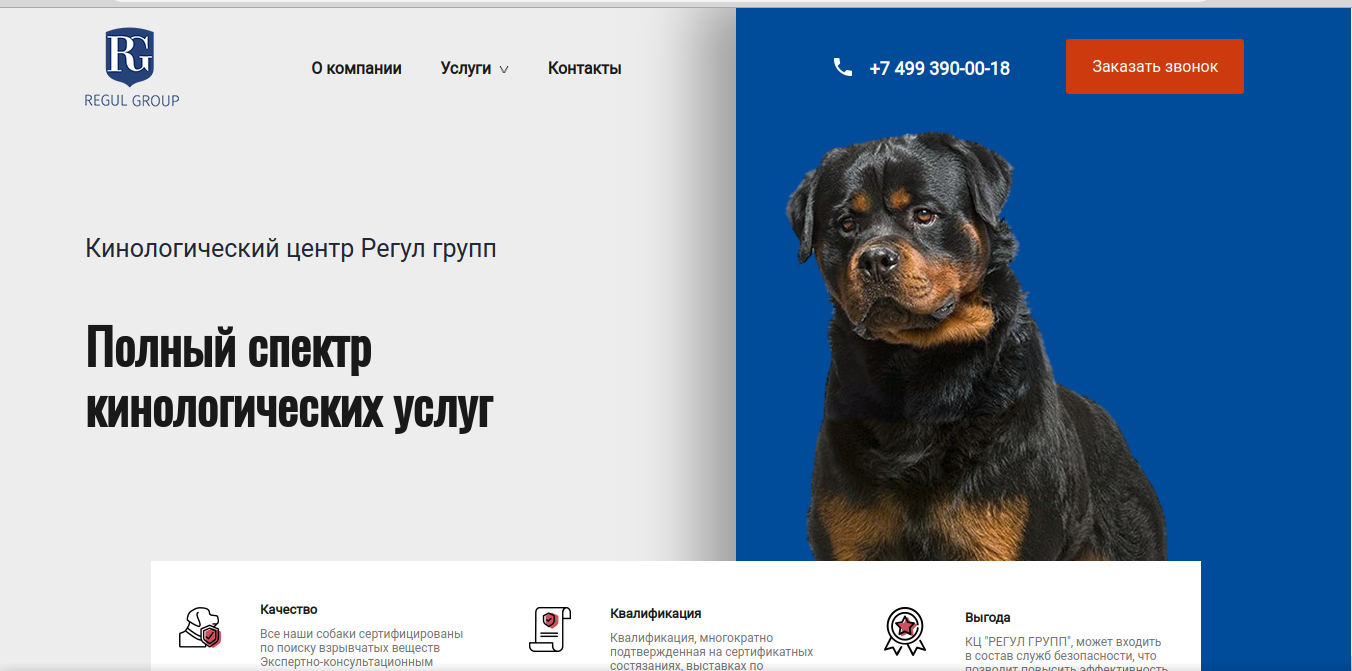 RG
REGUL GROUP
О компании
Услуги
Контакты
+7 499 390-00-18
Заказать звонок
Кинологический центр Регул групп
Полный спектр
кинологических услуг
Качество
Все наши собаки сертифицированы
по поиску взрывчатых веществ
Экспертно-консультационным
Квалификация
Квалификация, многократно
подтвержденная на сертификатных
состязаниях, выставках по
Выгода
КЦ "РЕГУЛ ГРУПП", может входить
в состав служб безопасности, что
позволит повысить эффективность